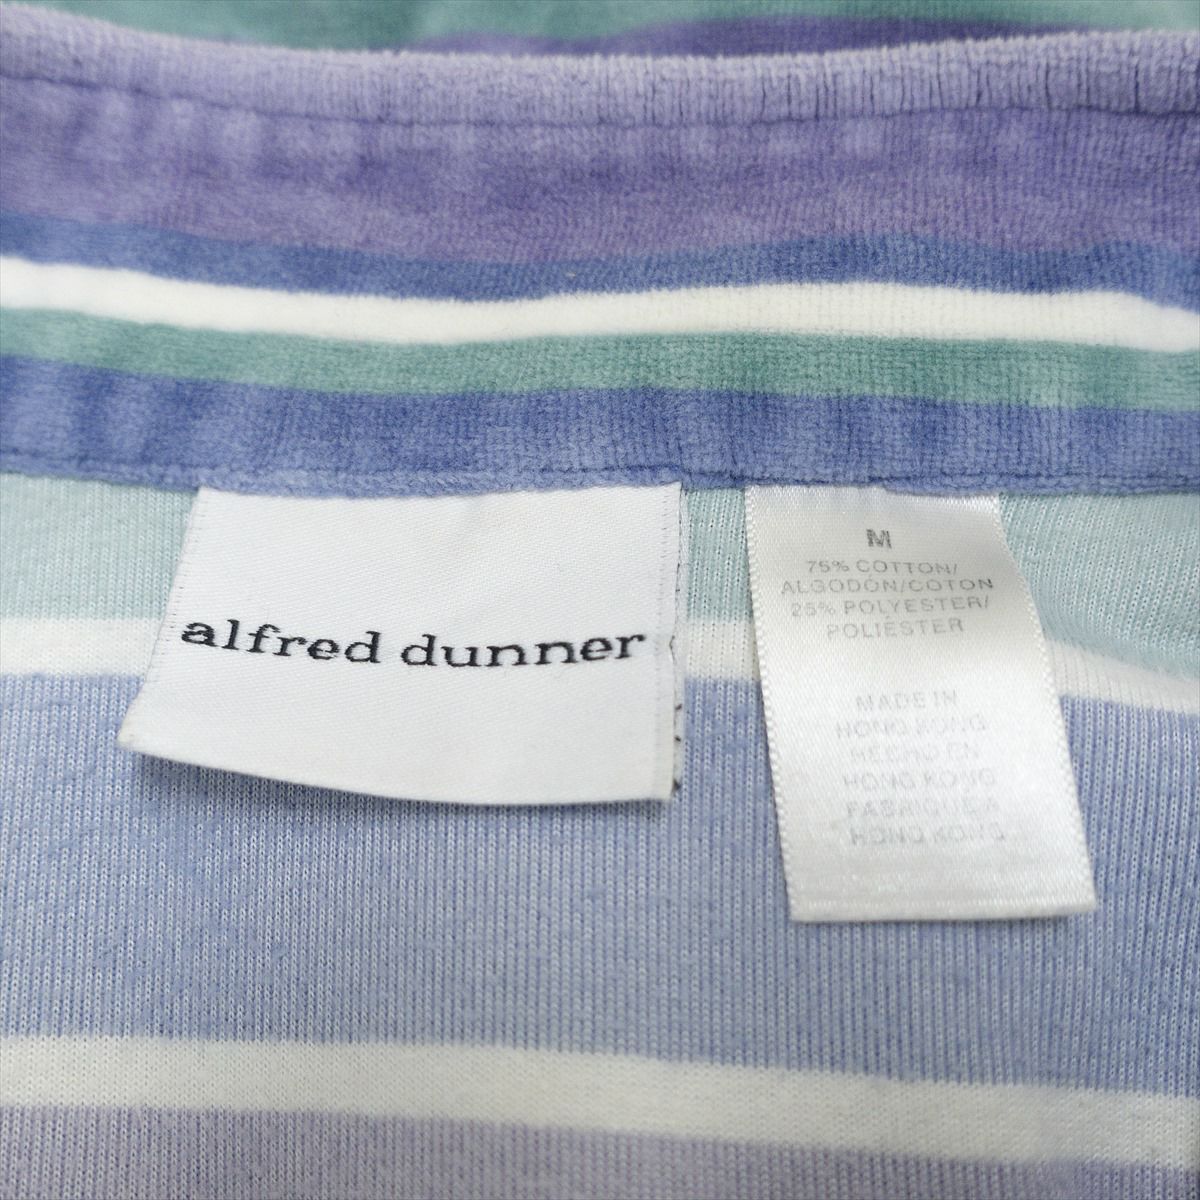 alfred dunner
M
75% COTTON/
ALGODÓN/COTON
25% POLYESTER/
POLIÉSTER
MADE IN
HONG KONG
HECHO EN
HONG KONG
FABRIQUE A
HONG KONG